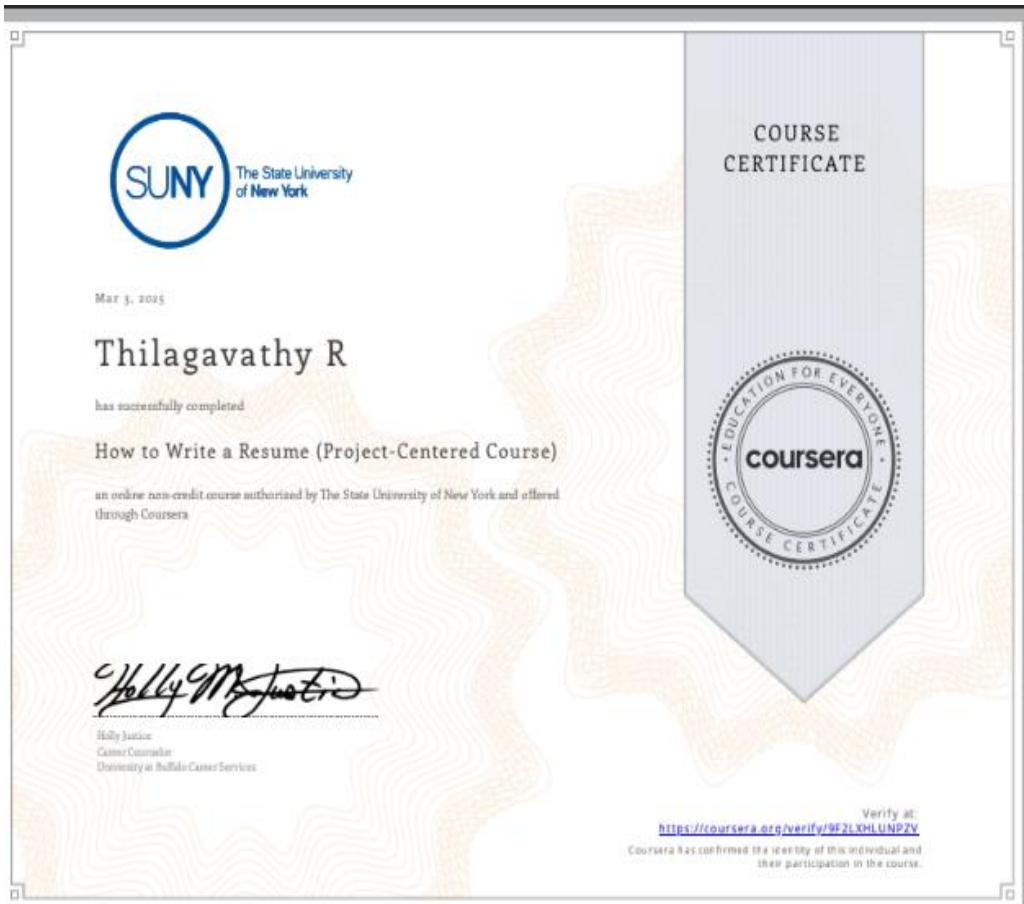 SUNY
The State University
of New York
COURSE
CERTIFICATE
Mar 3, 2025
Thilagavathy R
has successfully completed
How to Write a Resume (Project-Centered Course)
an online non-credit course authorized by The State University of New York and offered
through Coursera
EDUCATION FOR EVERYONE
coursera
COURSE CERTIFICATE
Holly M. Justice
Holly Justice
Career Counselor
University at Buffalo Career Services
Verify at:
https://coursera.org/verify/9F2LXHLUNPZV
Coursera has confirmed the identity of this individual and
their participation in the course.